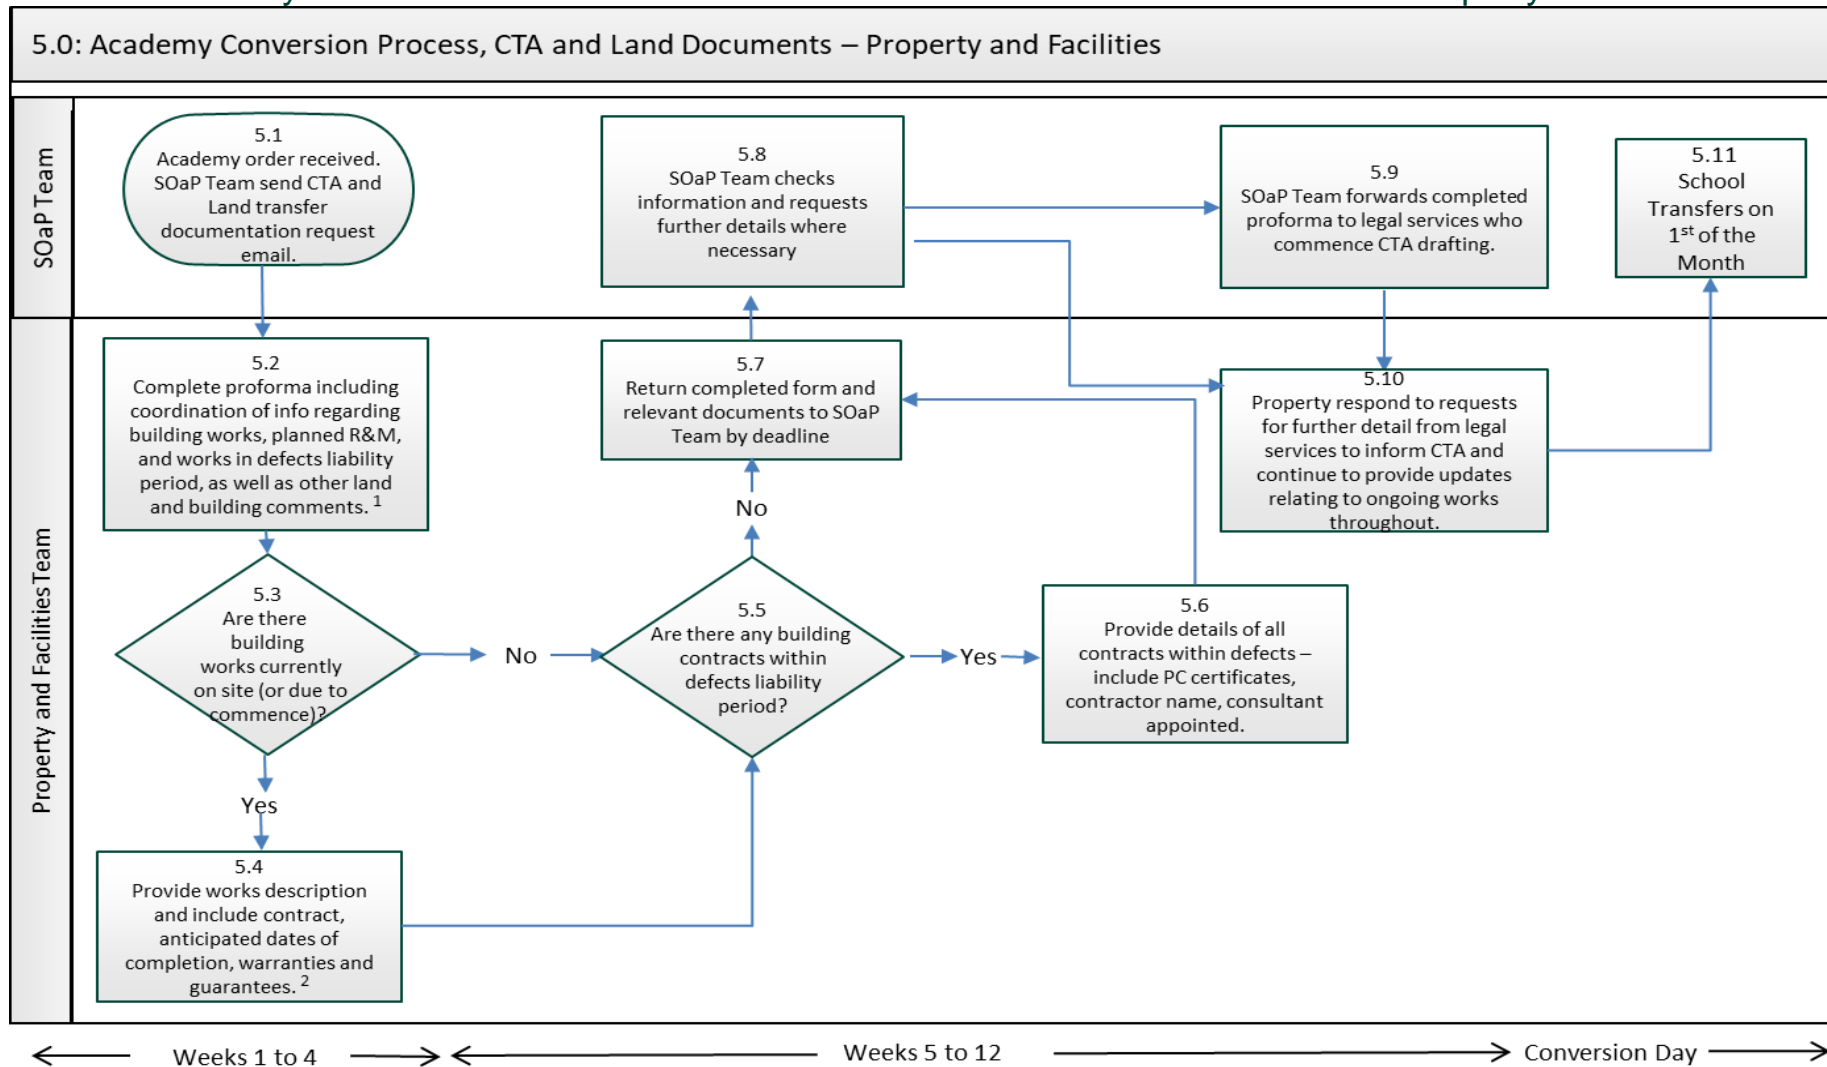 5.0: Academy Conversion Process, CTA and Land Documents – Property and Facilities
SOaP Team
5.1
Academy order received.
SOaP Team send CTA and
Land transfer
documentation request
email.
5.8
SOaP Team checks
information and requests
further details where
necessary
5.9
SOaP Team forwards completed
proforma to legal services who
commence CTA drafting.
5.11
School
Transfers on
1st of the
Month
Property and Facilities Team
5.2
Complete proforma including
coordination of info regarding
building works, planned R&M,
and works in defects liability
period, as well as other land
and building comments. 1
5.7
Return completed form and
relevant documents to SOaP
Team by deadline
5.10
Property respond to requests
for further detail from legal
services to inform CTA and
continue to provide updates
relating to ongoing works
throughout.
No
5.3
Are there
building
works currently
on site (or due to
commence)?
No
5.5
Are there any building
contracts within
defects liability
period?
Yes
5.6
Provide details of all
contracts within defects –
include PC certificates,
contractor name, consultant
appointed.
Yes
5.4
Provide works description
and include contract,
anticipated dates of
completion, warranties and
guarantees. 2
Weeks 1 to 4
Weeks 5 to 12
Conversion Day